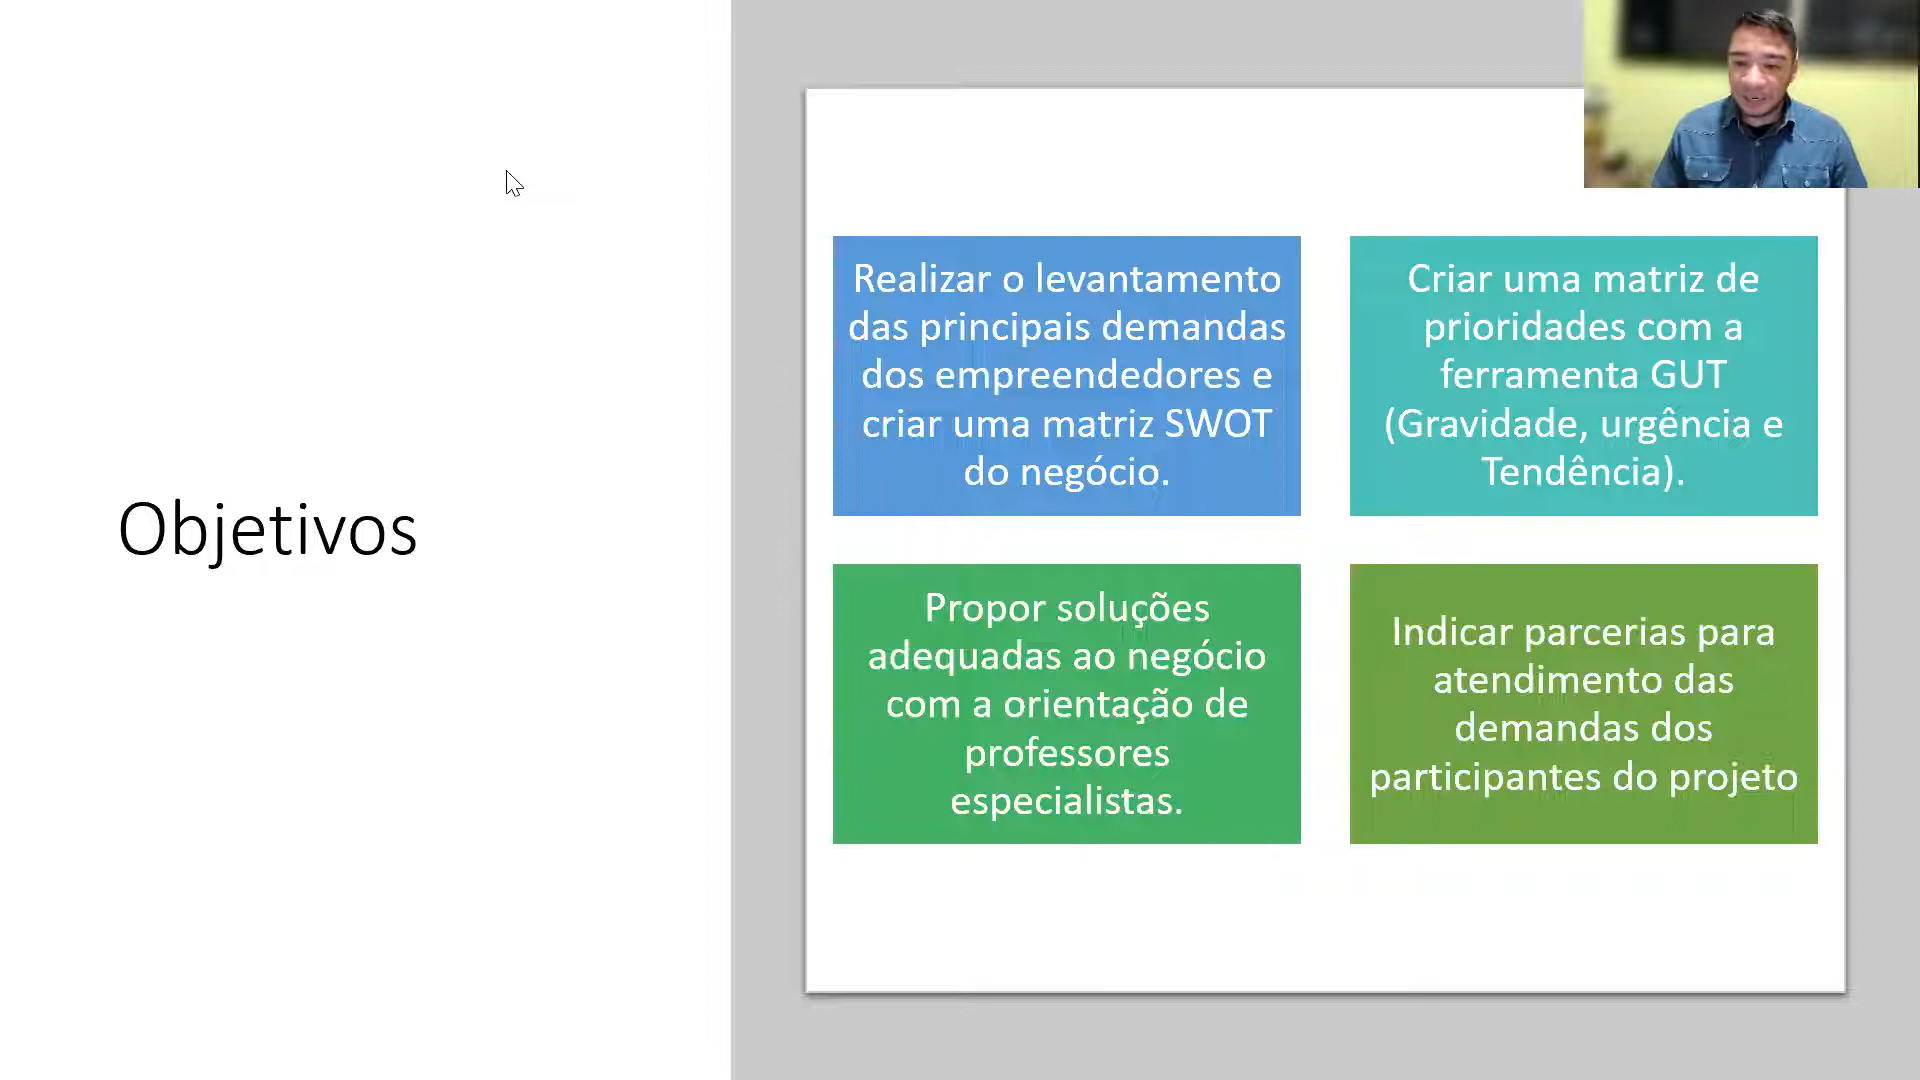 Objetivos
Realizar o levantamento
das principais demandas
dos empreendedores e
criar uma matriz SWOT
do negócio.
Criar uma matriz de
prioridades com a
ferramenta GUT
(Gravidade, urgência e
Tendência).
Propor soluções
adequadas ao negócio
com a orientação de
professores
especialistas.
Indicar parcerias para
atendimento das
demandas dos
participantes do projeto